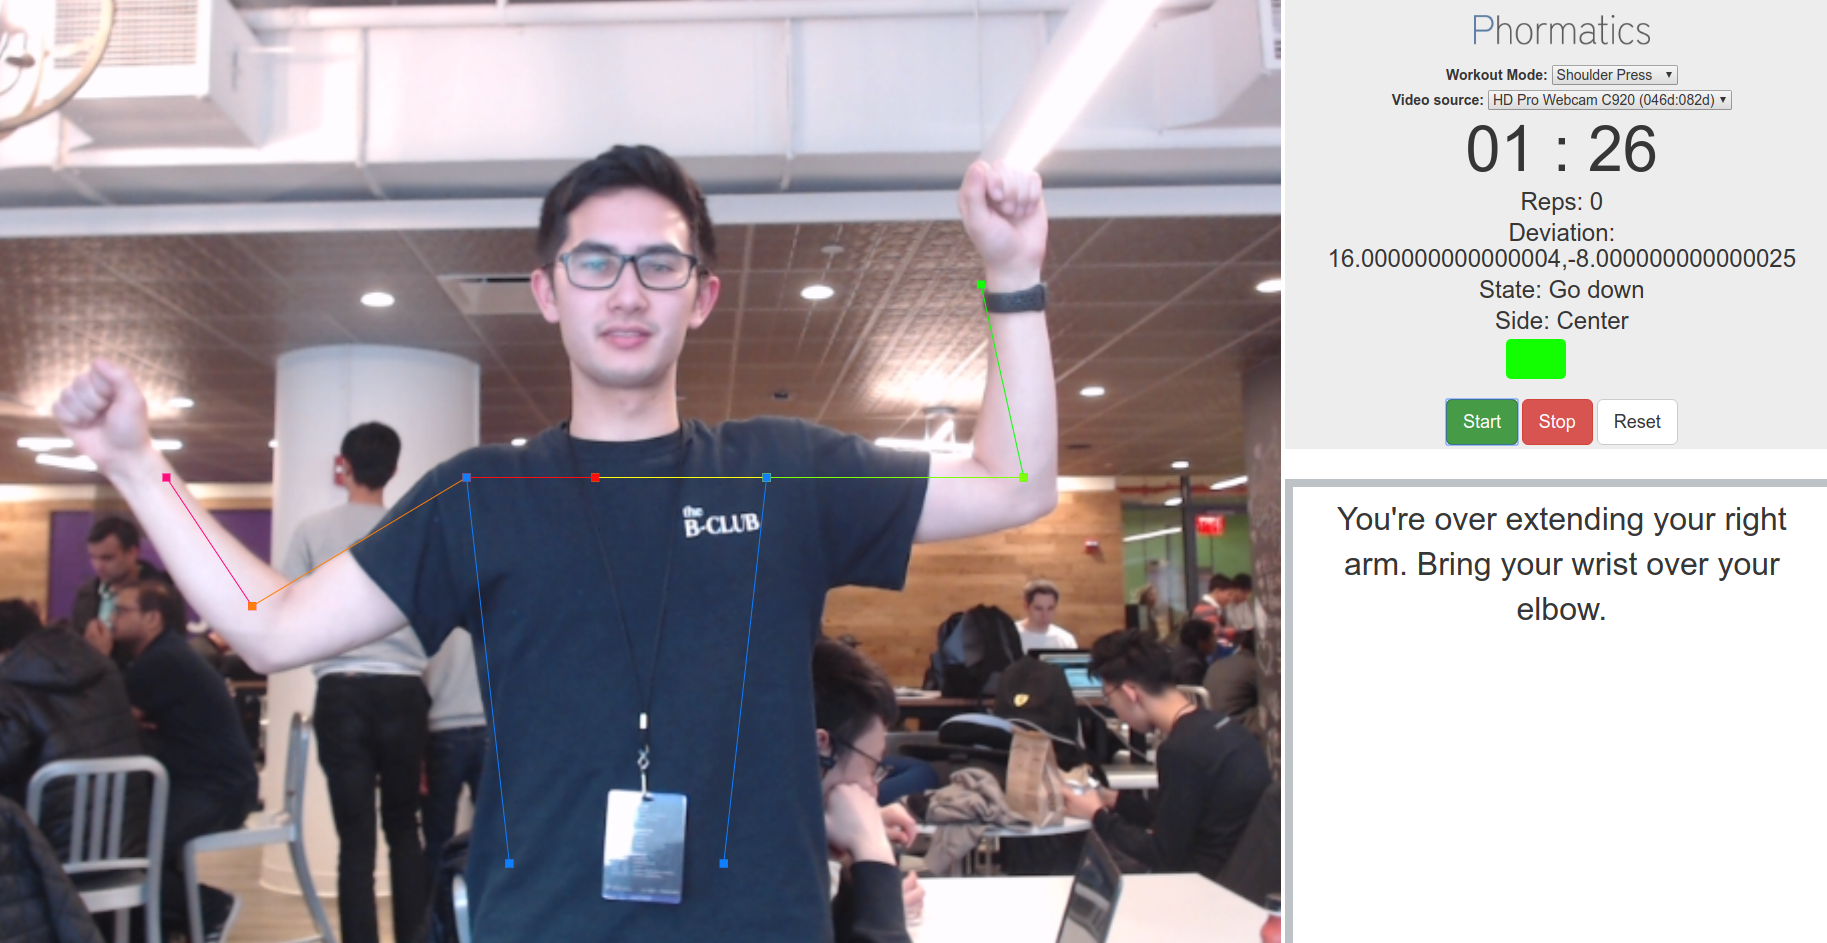 Phormatics
Workout Mode: Shoulder Press
Video source: HD Pro Webcam C920 (046d:082d)
01 : 26
Reps: 0
Deviation:
16.000000000000004,-8.000000000000025
State: Go down
Side: Center
Start Stop Reset
You're over extending your right
arm. Bring your wrist over your
elbow.
the
B-CLUB